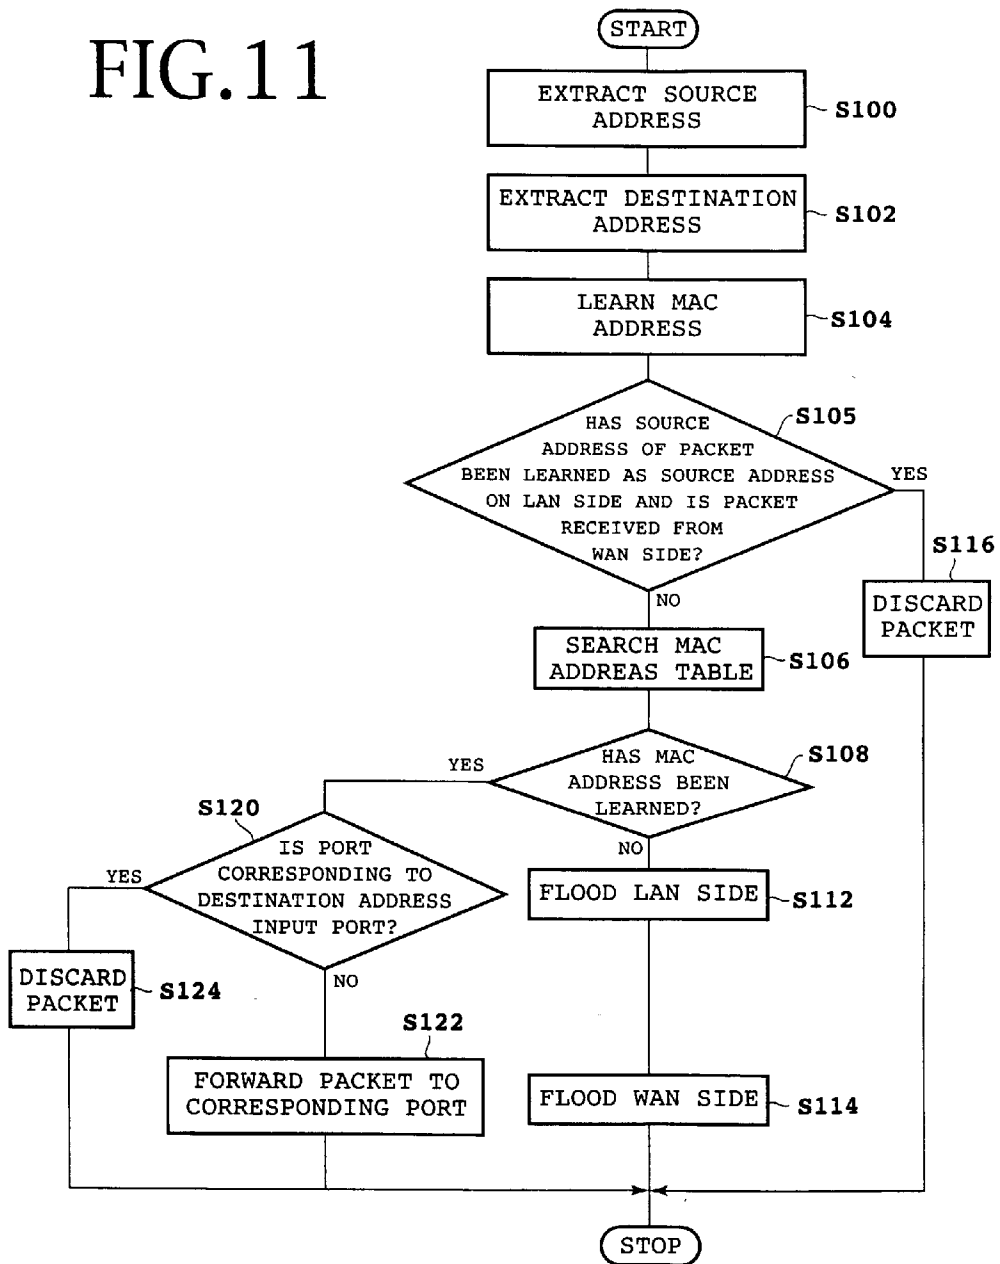 FIG.11
START
EXTRACT SOURCE
ADDRESS
S100
EXTRACT DESTINATION
ADDRESS
S102
LEARN MAC
ADDRESS
S104
HAS SOURCE
ADDRESS OF PACKET
BEEN LEARNED AS SOURCE ADDRESS
ON LAN SIDE AND IS PACKET
RECEIVED FROM
WAN SIDE?
S105
YES
NO
S116
DISCARD
PACKET
SEARCH MAC
ADDREAS TABLE
S106
HAS MAC
ADDRESS BEEN
LEARNED?
S108
YES
NO
S120
IS PORT
CORRESPONDING TO
DESTINATION ADDRESS
INPUT PORT?
YES
NO
FLOOD LAN SIDE
S112
DISCARD
PACKET
S124
S122
FORWARD PACKET TO
CORRESPONDING PORT
FLOOD WAN SIDE
S114
STOP